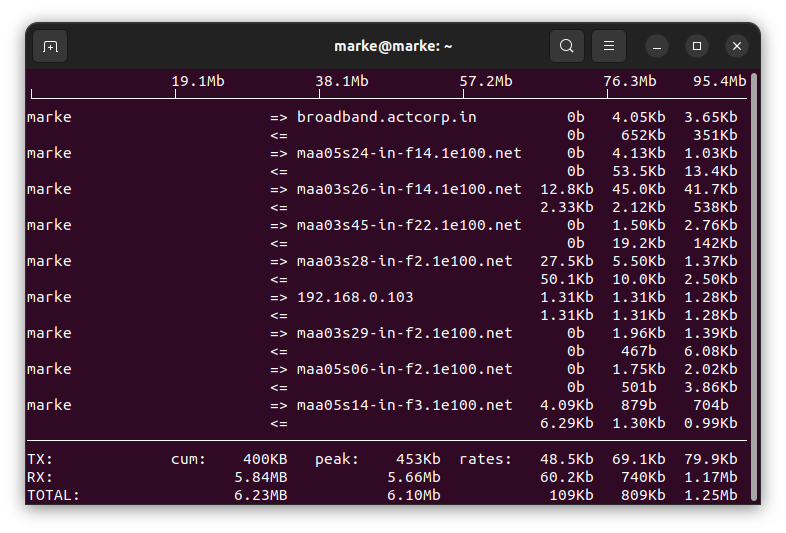 marke@marke: ~
19.1Mb 38.1Mb 57.2Mb 76.3Mb 95.4Mb
marke => broadband.actcorp.in 0b 4.05Kb 3.65Kb
<= 0b 652Kb 351Kb
marke => maa05s24-in-f14.1e100.net 0b 4.13Kb 1.03Kb
<= 0b 53.5Kb 13.4Kb
marke => maa03s26-in-f14.1e100.net 12.8Kb 45.0Kb 41.7Kb
<= 2.33Kb 2.12Kb 538Kb
marke => maa03s45-in-f22.1e100.net 0b 1.50Kb 2.76Kb
<= 0b 19.2Kb 142Kb
marke => maa03s28-in-f2.1e100.net 27.5Kb 5.50Kb 1.37Kb
<= 50.1Kb 10.0Kb 2.50Kb
marke => 192.168.0.103 1.31Kb 1.31Kb 1.28Kb
<= 1.31Kb 1.31Kb 1.28Kb
marke => maa03s29-in-f2.1e100.net 0b 1.96Kb 1.39Kb
<= 0b 467b 6.08Kb
marke => maa05s06-in-f2.1e100.net 0b 1.75Kb 2.02Kb
<= 0b 501b 3.86Kb
marke => maa05s14-in-f3.1e100.net 4.09Kb 879b 704b
<= 6.29Kb 1.30Kb 0.99Kb
TX: cum: 400KB peak: 453Kb rates: 48.5Kb 69.1Kb 79.9Kb
RX: 5.84MB 5.66Mb 60.2Kb 740Kb 1.17Mb
TOTAL: 6.23MB 6.10Mb 109Kb 809Kb 1.25Mb